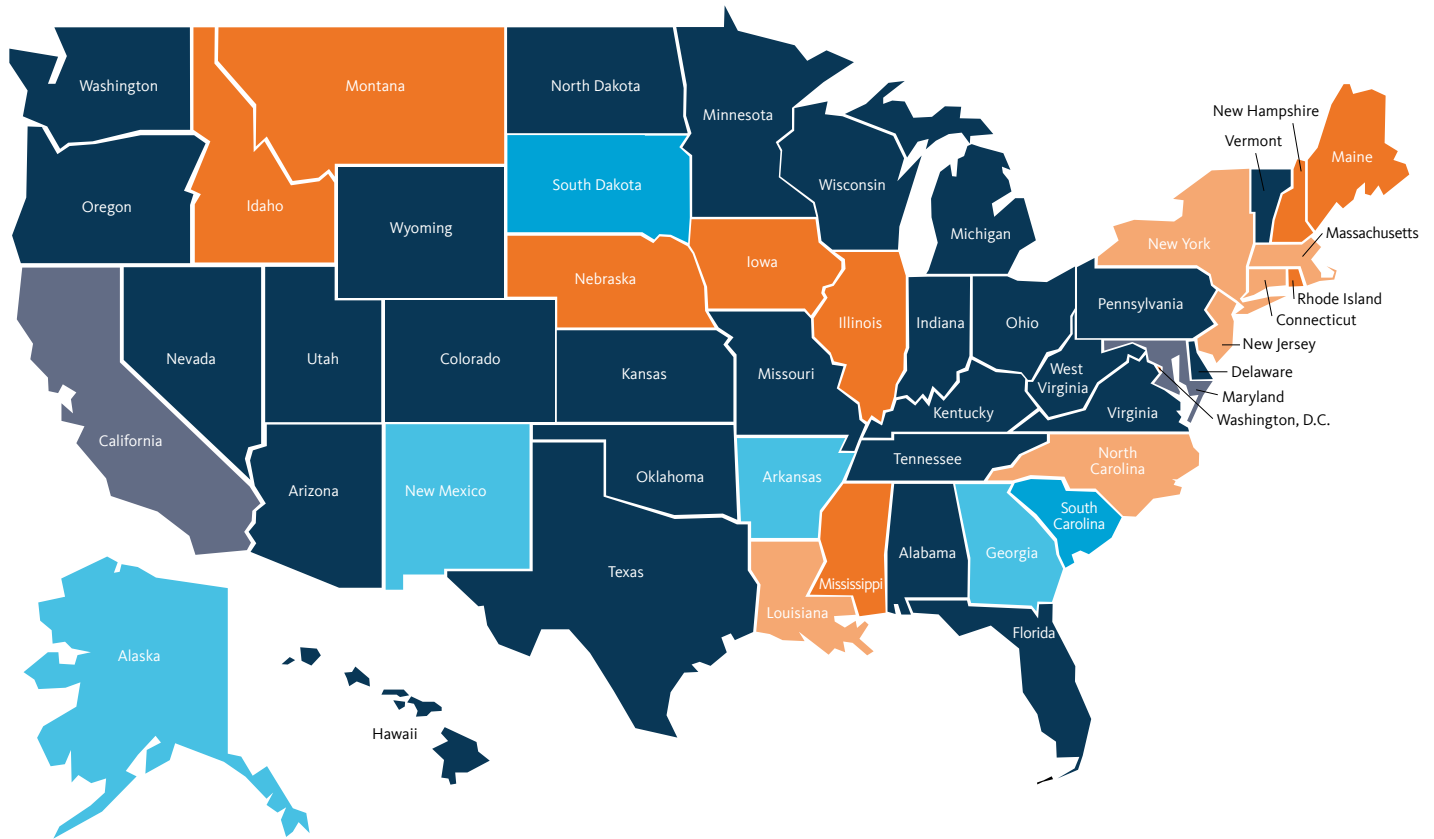 New Hampshire
Vermont
Washington
Montana
North Dakota
Minnesota
Maine
South Dakota
Wisconsin
Oregon
Idaho
Wyoming
Michigan
Massachusetts
New York
Iowa
Nebraska
Rhode Island
Pennsylvania
Connecticut
Illinois
Indiana
Ohio
New Jersey
Nevada
Utah
Colorado
Kansas
Missouri
West
Virginia
Delaware
Maryland
Kentucky
Virginia
Washington, D.C.
California
Tennessee
North
Carolina
Arizona
New Mexico
Oklahoma
Arkansas
South
Carolina
Alabama
Georgia
Texas
Mississippi
Louisiana
Florida
Alaska
Hawaii